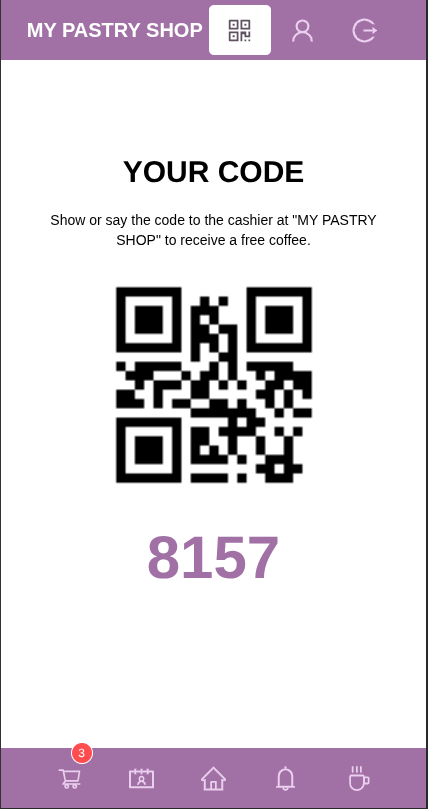 MY PASTRY SHOP
YOUR CODE
Show or say the code to the cashier at "MY PASTRY
SHOP" to receive a free coffee.
8157
3